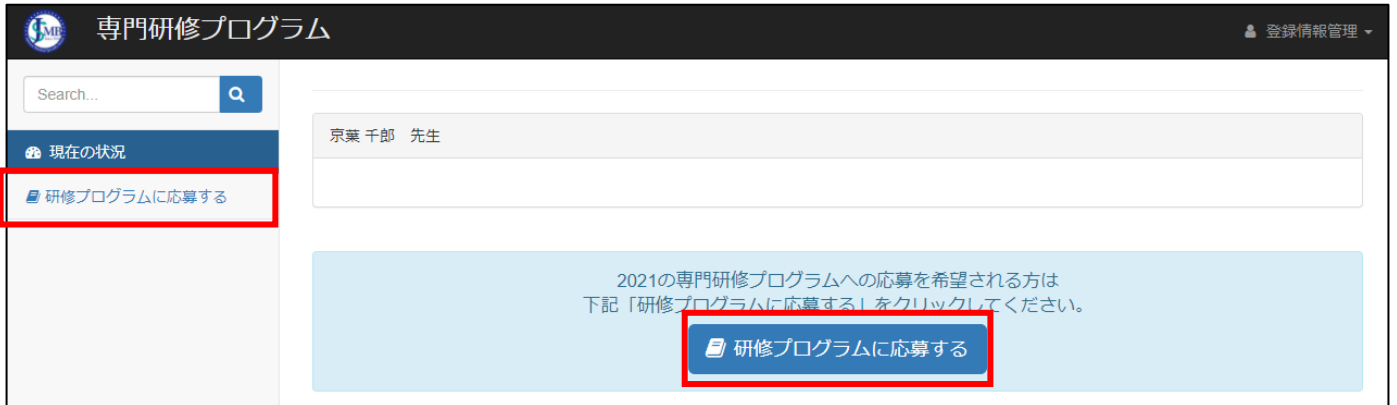 JMB
専門研修プログラム
登録情報管理
Search...
現在の状況
研修プログラムに応募する
京葉 千郎　先生
2021の専門研修プログラムへの応募を希望される方は
下記「研修プログラムに応募する」をクリックしてください。
研修プログラムに応募する